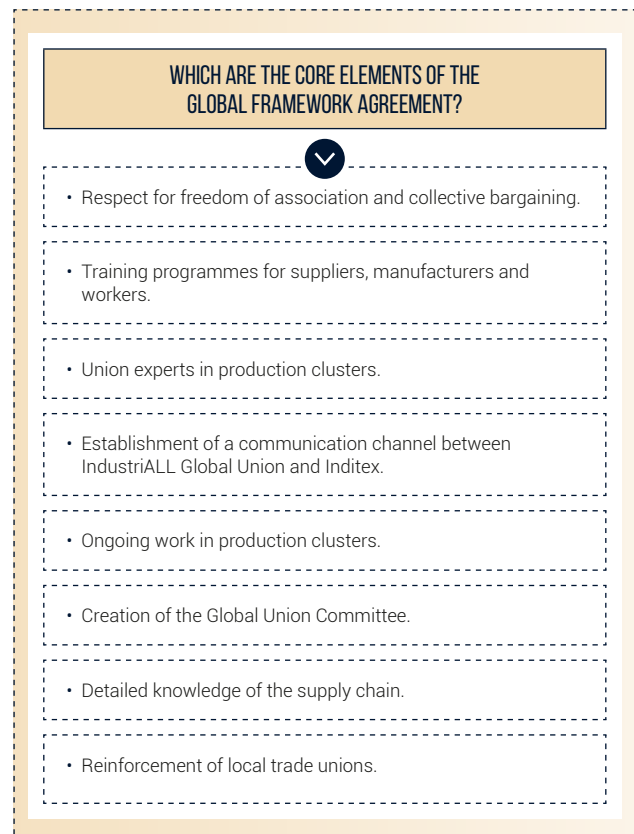 WHICH ARE THE CORE ELEMENTS OF THE
GLOBAL FRAMEWORK AGREEMENT?
• Respect for freedom of association and collective bargaining.
• Training programmes for suppliers, manufacturers and
workers.
• Union experts in production clusters.
• Establishment of a communication channel between
IndustriALL Global Union and Inditex.
• Ongoing work in production clusters.
• Creation of the Global Union Committee.
• Detailed knowledge of the supply chain.
• Reinforcement of local trade unions.